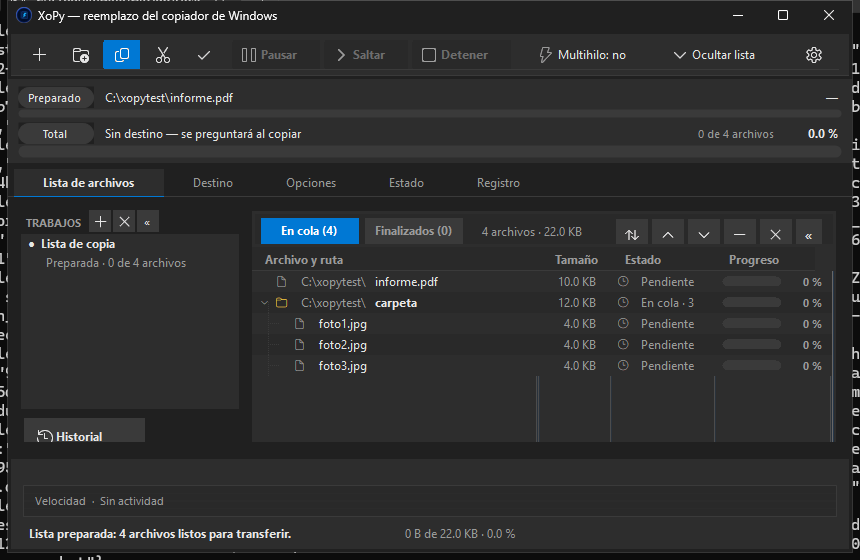 XoPy — reemplazo del copiador de Windows
Pausar
Saltar
Detener
Multihilo: no
Ocultar lista
Preparado C:\xopytest\informe.pdf —
Total Sin destino — se preguntará al copiar 0 de 4 archivos 0.0 %
Lista de archivos Destino Opciones Estado Registro
TRABAJOS + × «
• Lista de copia
Preparada · 0 de 4 archivos
Historial
En cola (4) Finalizados (0) 4 archivos · 22.0 KB «
Archivo y ruta Tamaño Estado Progreso
C:\xopytest\ informe.pdf 10.0 KB Pendiente 0 %
C:\xopytest\ carpeta 12.0 KB En cola · 3 0 %
foto1.jpg 4.0 KB Pendiente 0 %
foto2.jpg 4.0 KB Pendiente 0 %
foto3.jpg 4.0 KB Pendiente 0 %
Velocidad · Sin actividad
Lista preparada: 4 archivos listos para transferir. 0 B de 22.0 KB · 0.0 %